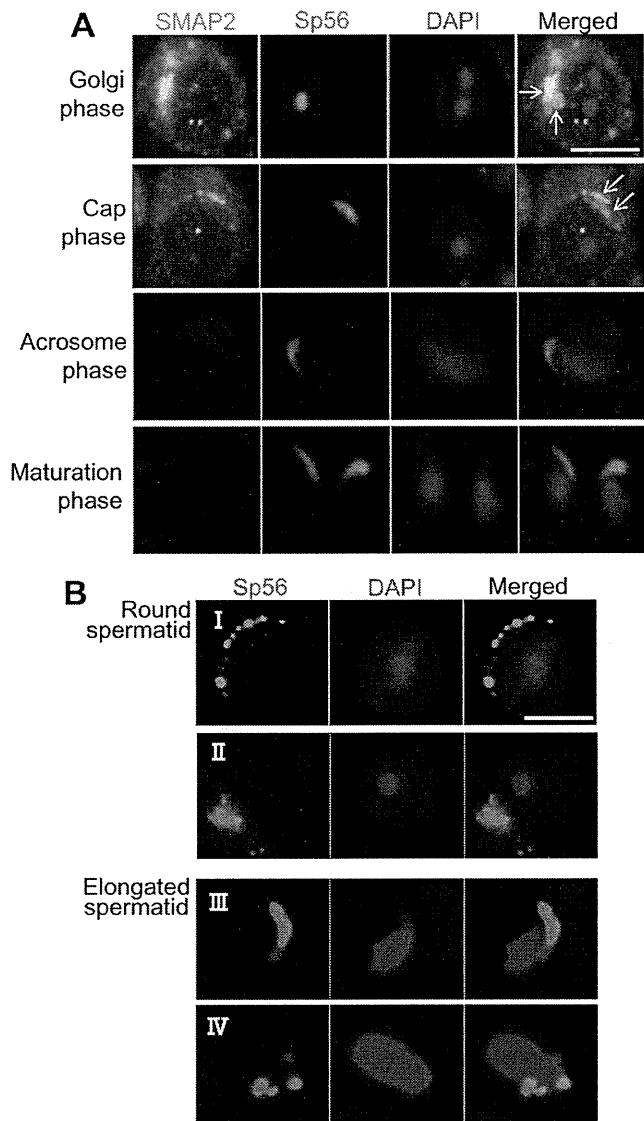 A
SMAP2 Sp56 DAPI Merged
Golgi
phase
Cap
phase
Acrosome
phase
Maturation
phase
B
Sp56 DAPI Merged
Round
spermatid
I
II
Elongated
spermatid
III
IV